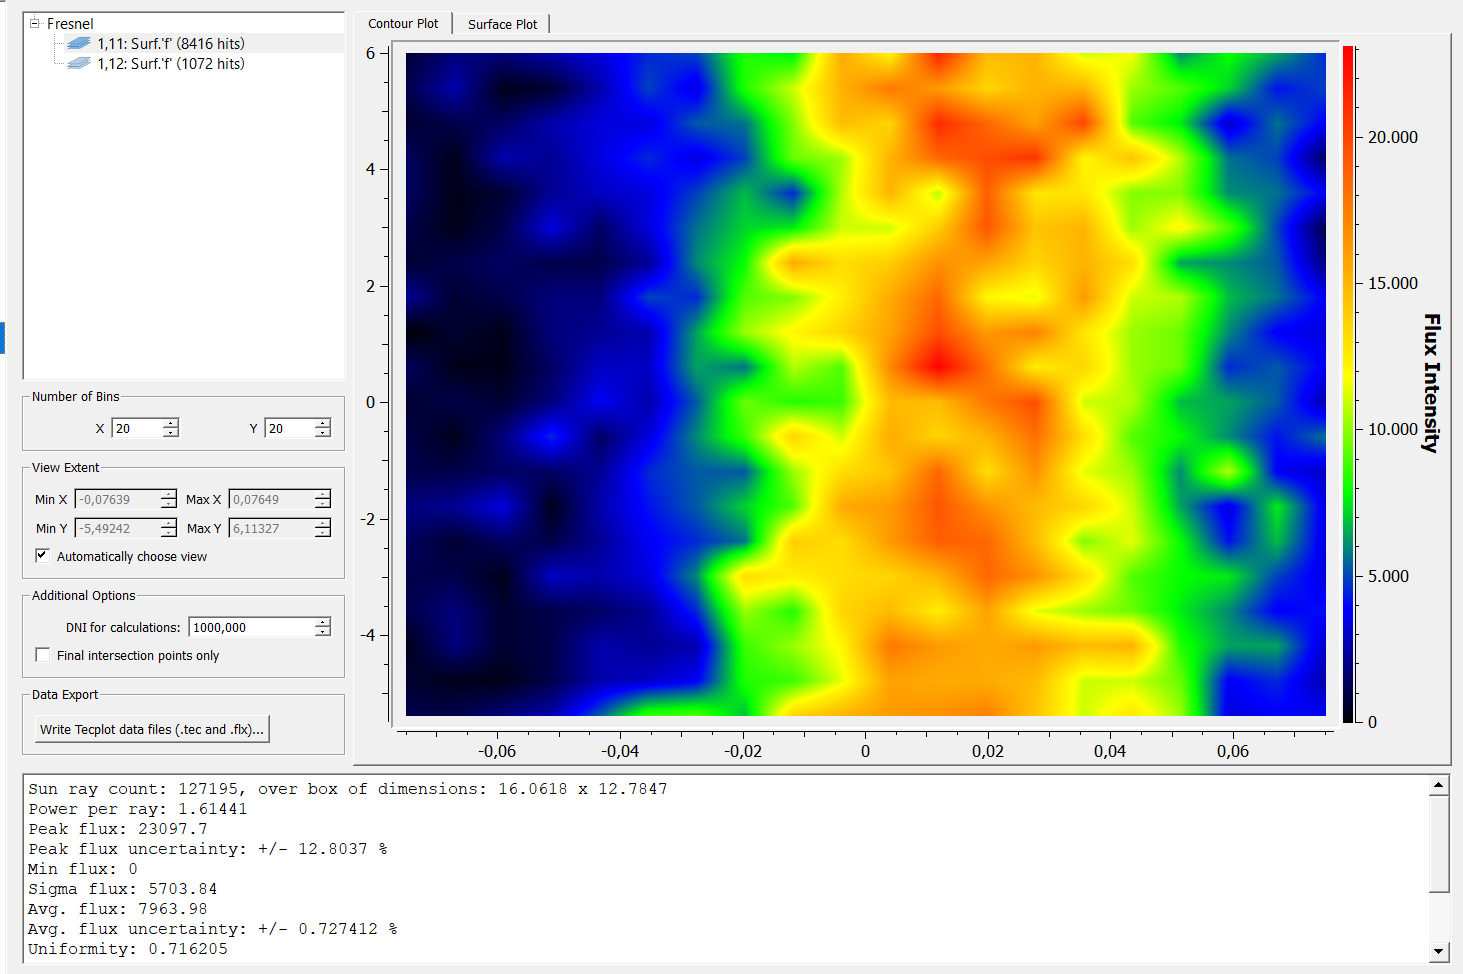 Fresnel
1,11: Surf.'f' (8416 hits)
1,12: Surf.'f' (1072 hits)
Number of Bins
X 20 Y 20
View Extent
Min X -0,07639 Max X 0,07649
Min Y -5,49242 Max Y 6,11327
Automatically choose view
Additional Options
DNI for calculations: 1000,000
Final intersection points only
Data Export
Write Tecplot data files (.tec and .flx)...
Contour Plot Surface Plot
6
4
2
0
-2
-4
-0,06 -0,04 -0,02 0 0,02 0,04 0,06
20.000
15.000
10.000
5.000
0
Flux Intensity
Sun ray count: 127195, over box of dimensions: 16.0618 x 12.7847
Power per ray: 1.61441
Peak flux: 23097.7
Peak flux uncertainty: +/- 12.8037 %
Min flux: 0
Sigma flux: 5703.84
Avg. flux: 7963.98
Avg. flux uncertainty: +/- 0.727412 %
Uniformity: 0.716205